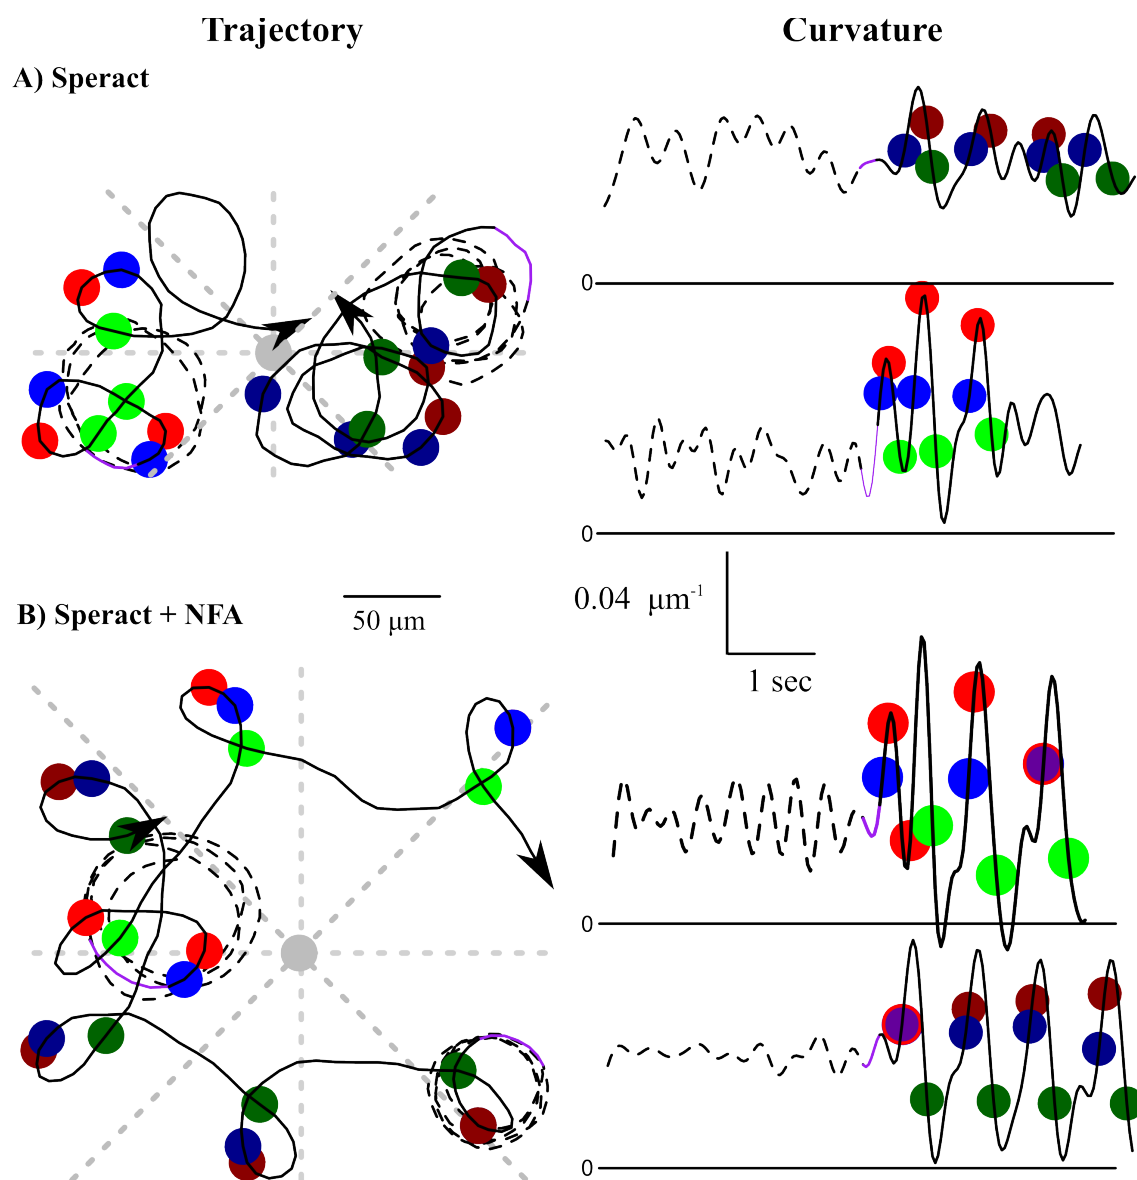 Trajectory
Curvature
A) Speract
0
0
0.04 μm-1
1 sec
B) Speract + NFA
50 μm
0
0